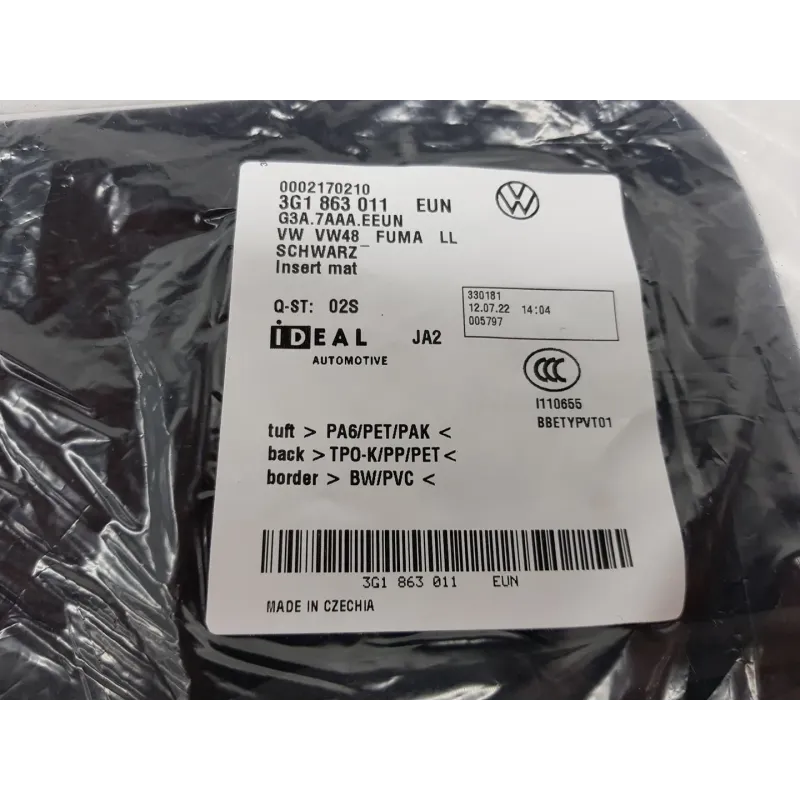 0002170210
3G1 863 011 EUN
G3A.7AAA.EEUN
VW VW48_FUMA LL
SCHWARZ
Insert mat
Q-ST: 02S
330181
12.07.22 14:04
005797
iDEAL JA2
AUTOMOTIVE
CCC
I110655
BBETYPVT01
tuft > PA6/PET/PAK <
back > TPO-K/PP/PET <
border > BW/PVC <
3G1 863 011 EUN
MADE IN CZECHIA